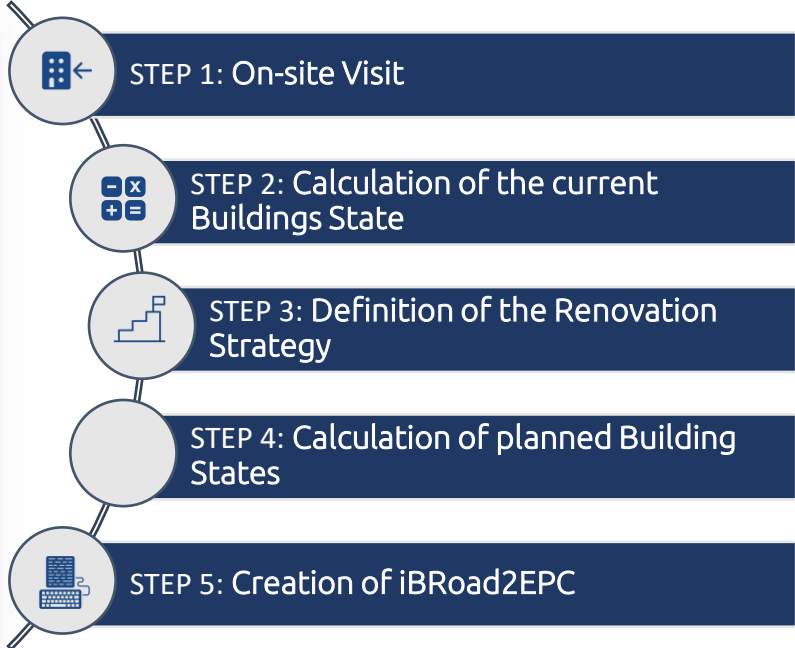 STEP 1: On-site Visit
STEP 2: Calculation of the current
Buildings State
STEP 3: Definition of the Renovation
Strategy
STEP 4: Calculation of planned Building
States
STEP 5: Creation of iBRoad2EPC